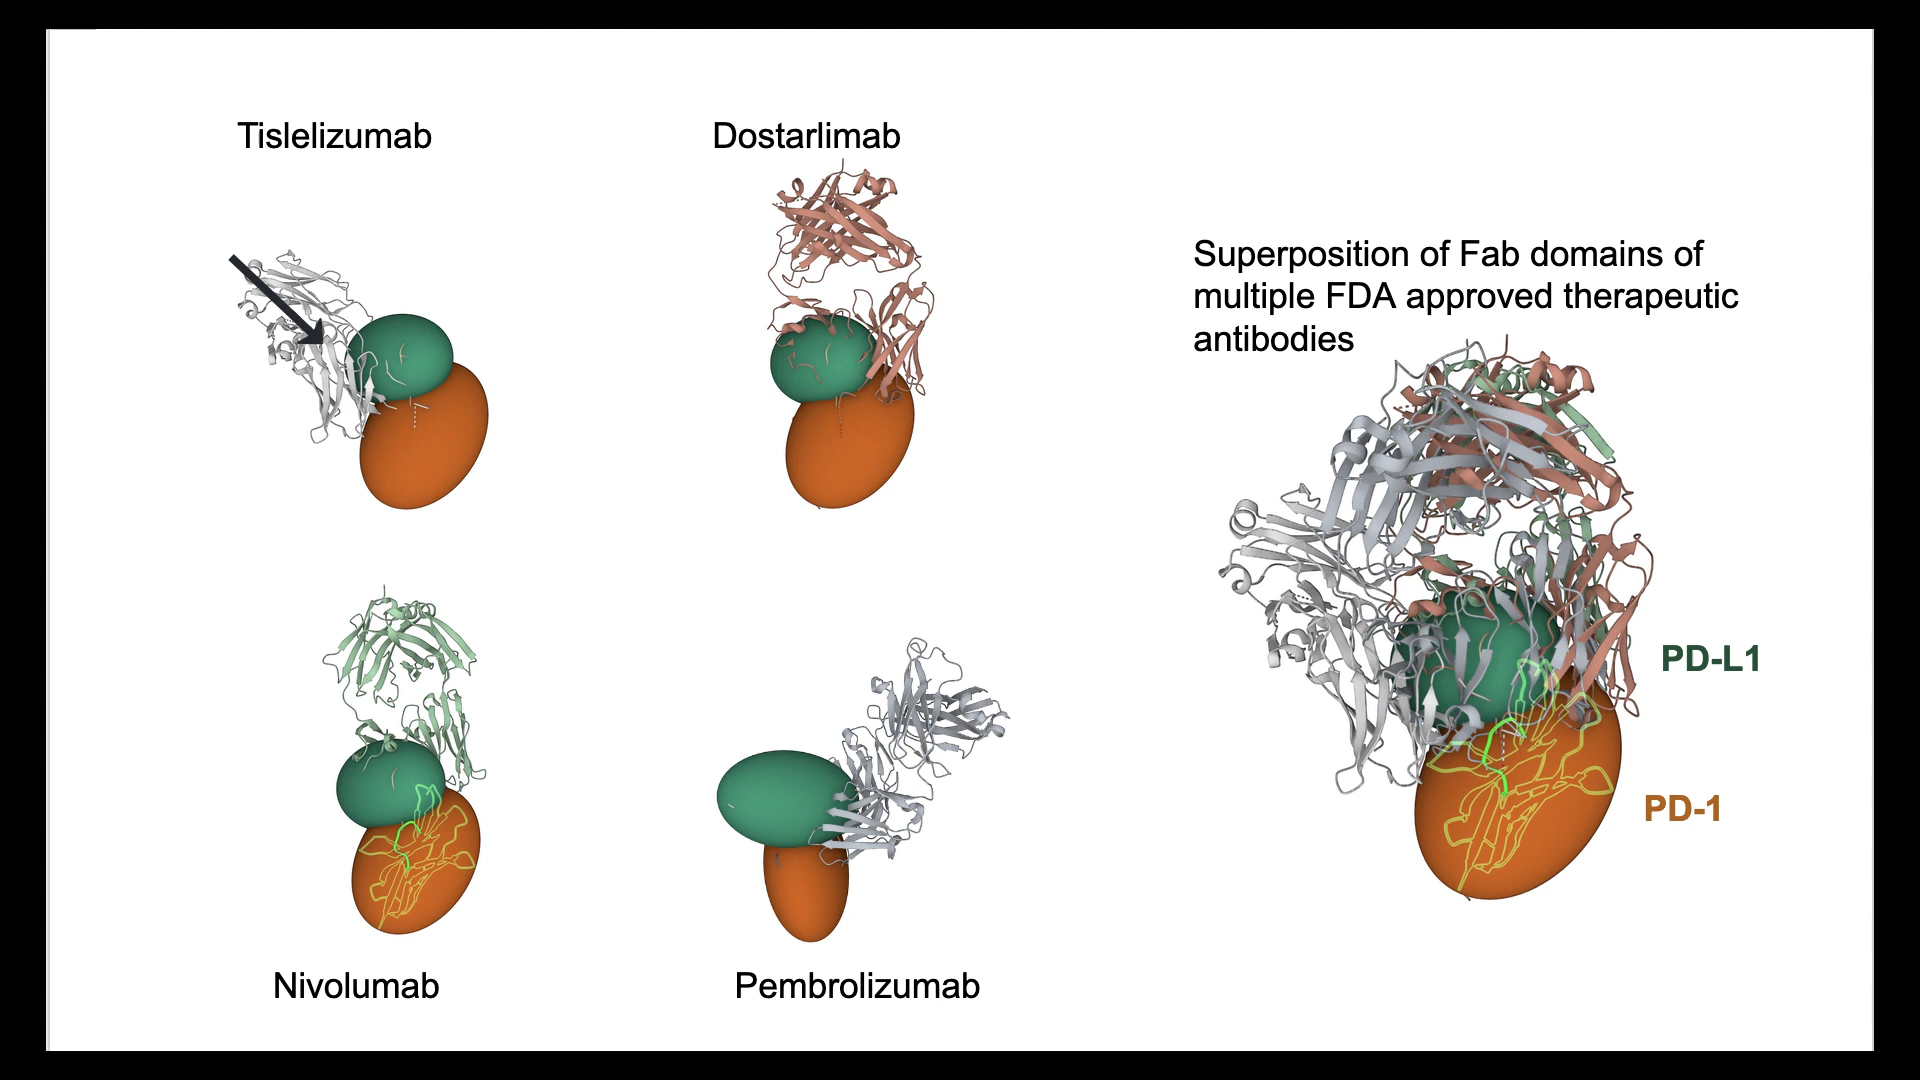 Tislelizumab
Dostarlimab
Superposition of Fab domains of
multiple FDA approved therapeutic
antibodies
PD-L1
PD-1
Nivolumab
Pembrolizumab